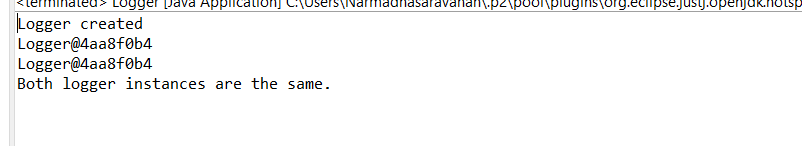 <terminated> Logger [Java Application] C:\Users\Narmadhasaravanan\.p2\pool\plugins\org.eclipse.justj.openjdk.hotsp
Logger created
Logger@4aa8f0b4
Logger@4aa8f0b4
Both logger instances are the same.